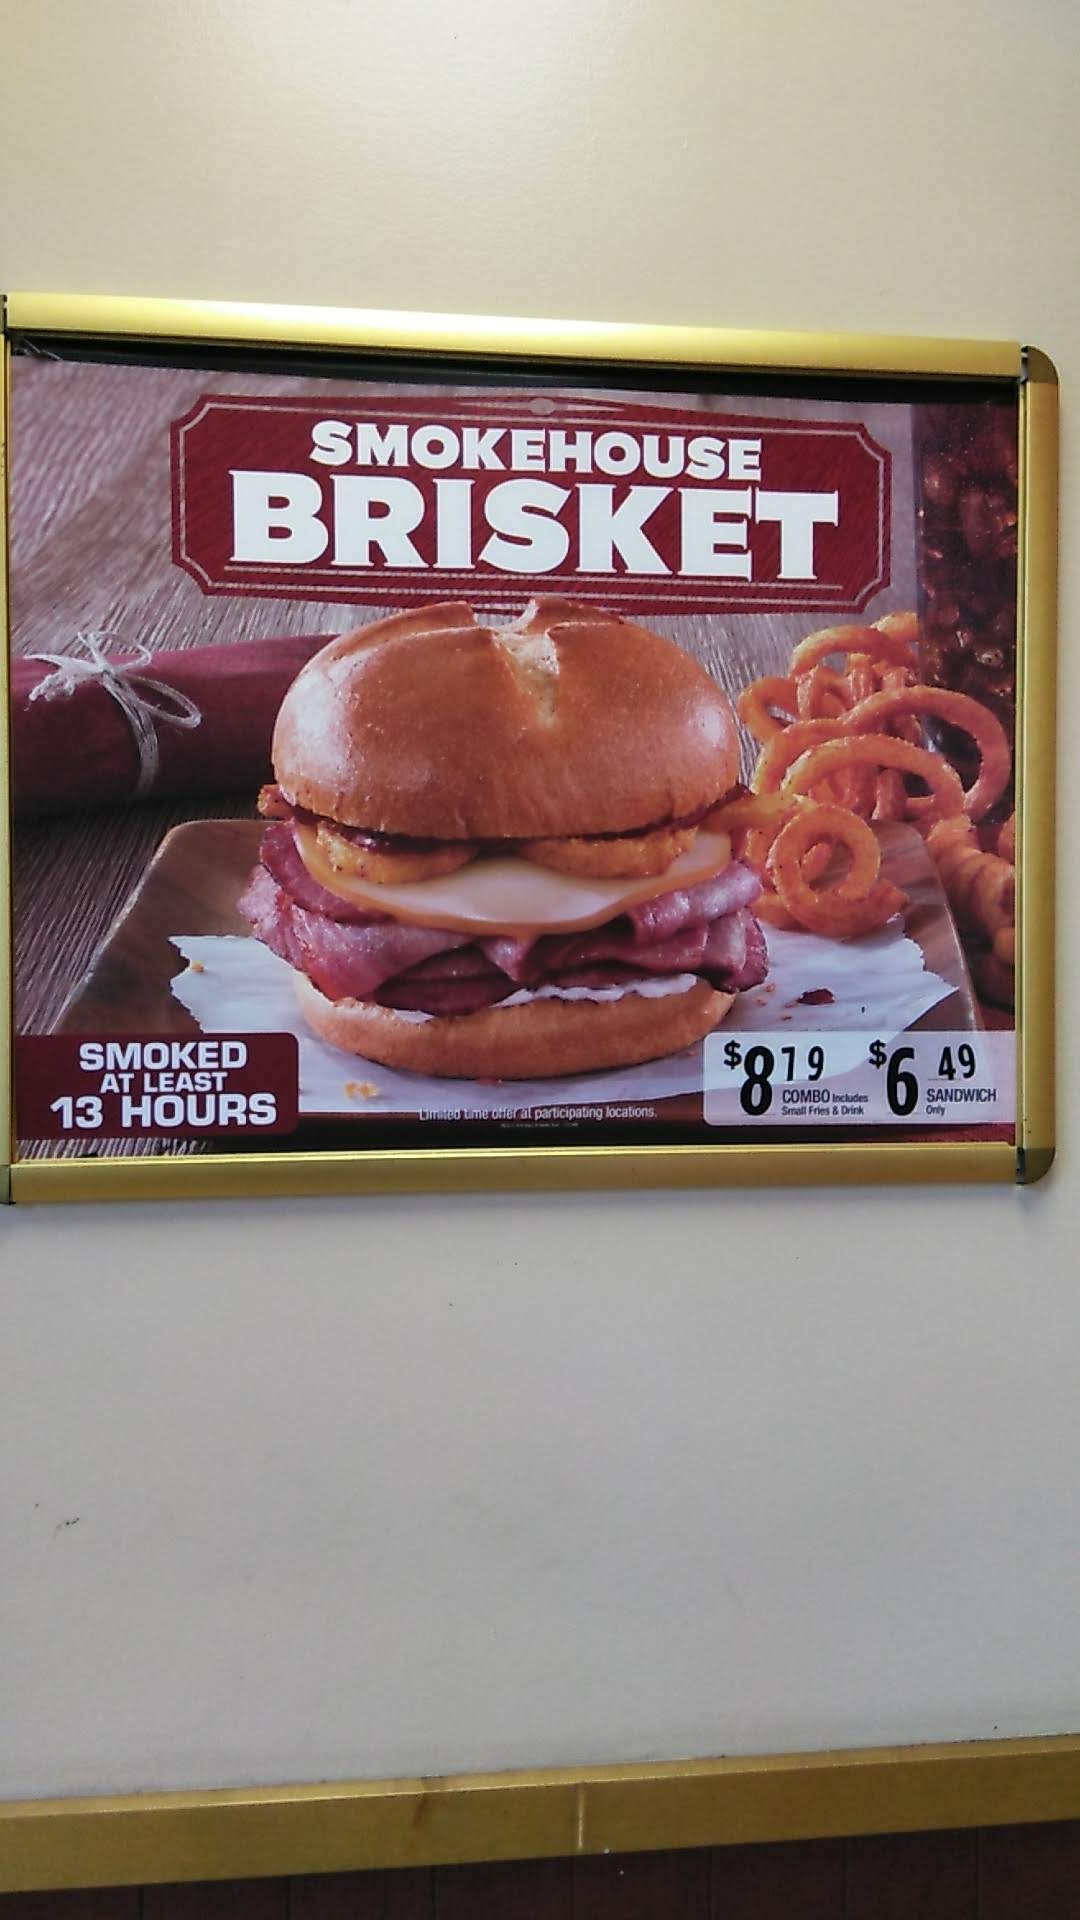 SMOKEHOUSE
BRISKET
SMOKED
AT LEAST
13 HOURS
Limited time offer at participating locations.
$8 79 COMBO Includes Small Fries & Drink
$6 49 SANDWICH Only